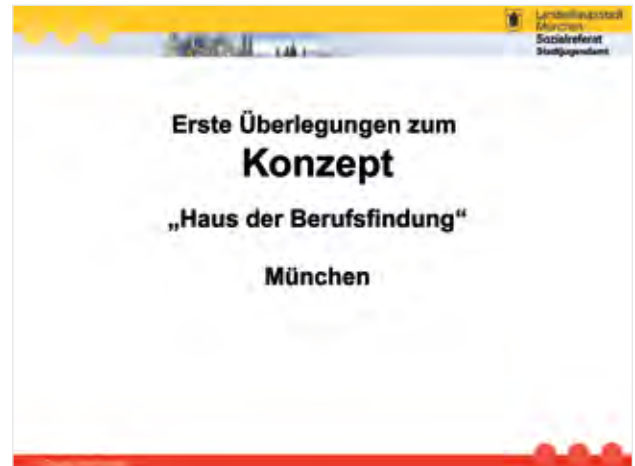 Landeshauptstadt
München
Sozialreferat
Stadtjugendamt
Erste Überlegungen zum
Konzept
„Haus der Berufsfindung“
München